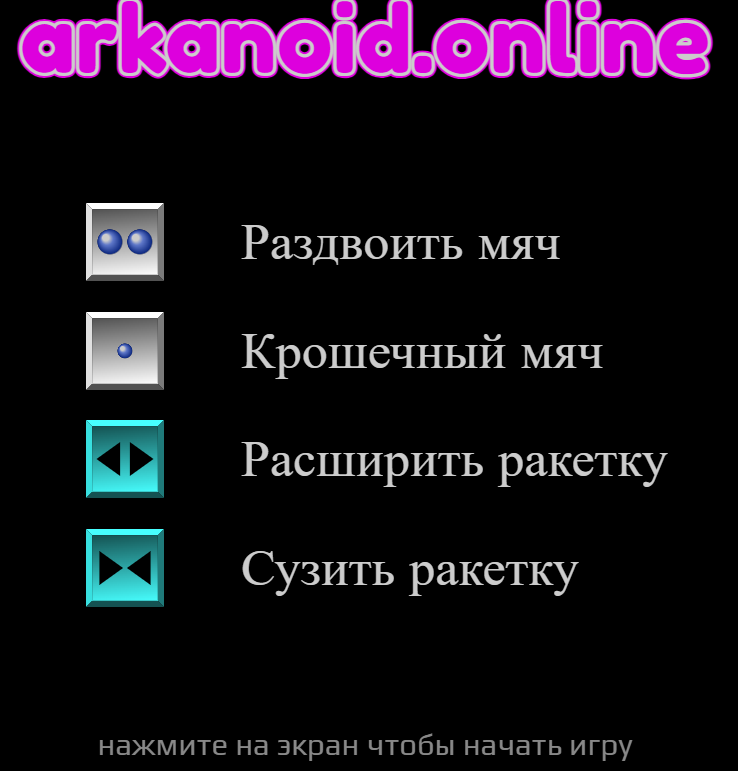 arkanoid.online
Раздвоить мяч
Крошечный мяч
Расширить ракетку
Сузить ракетку
нажмите на экран чтобы начать игру